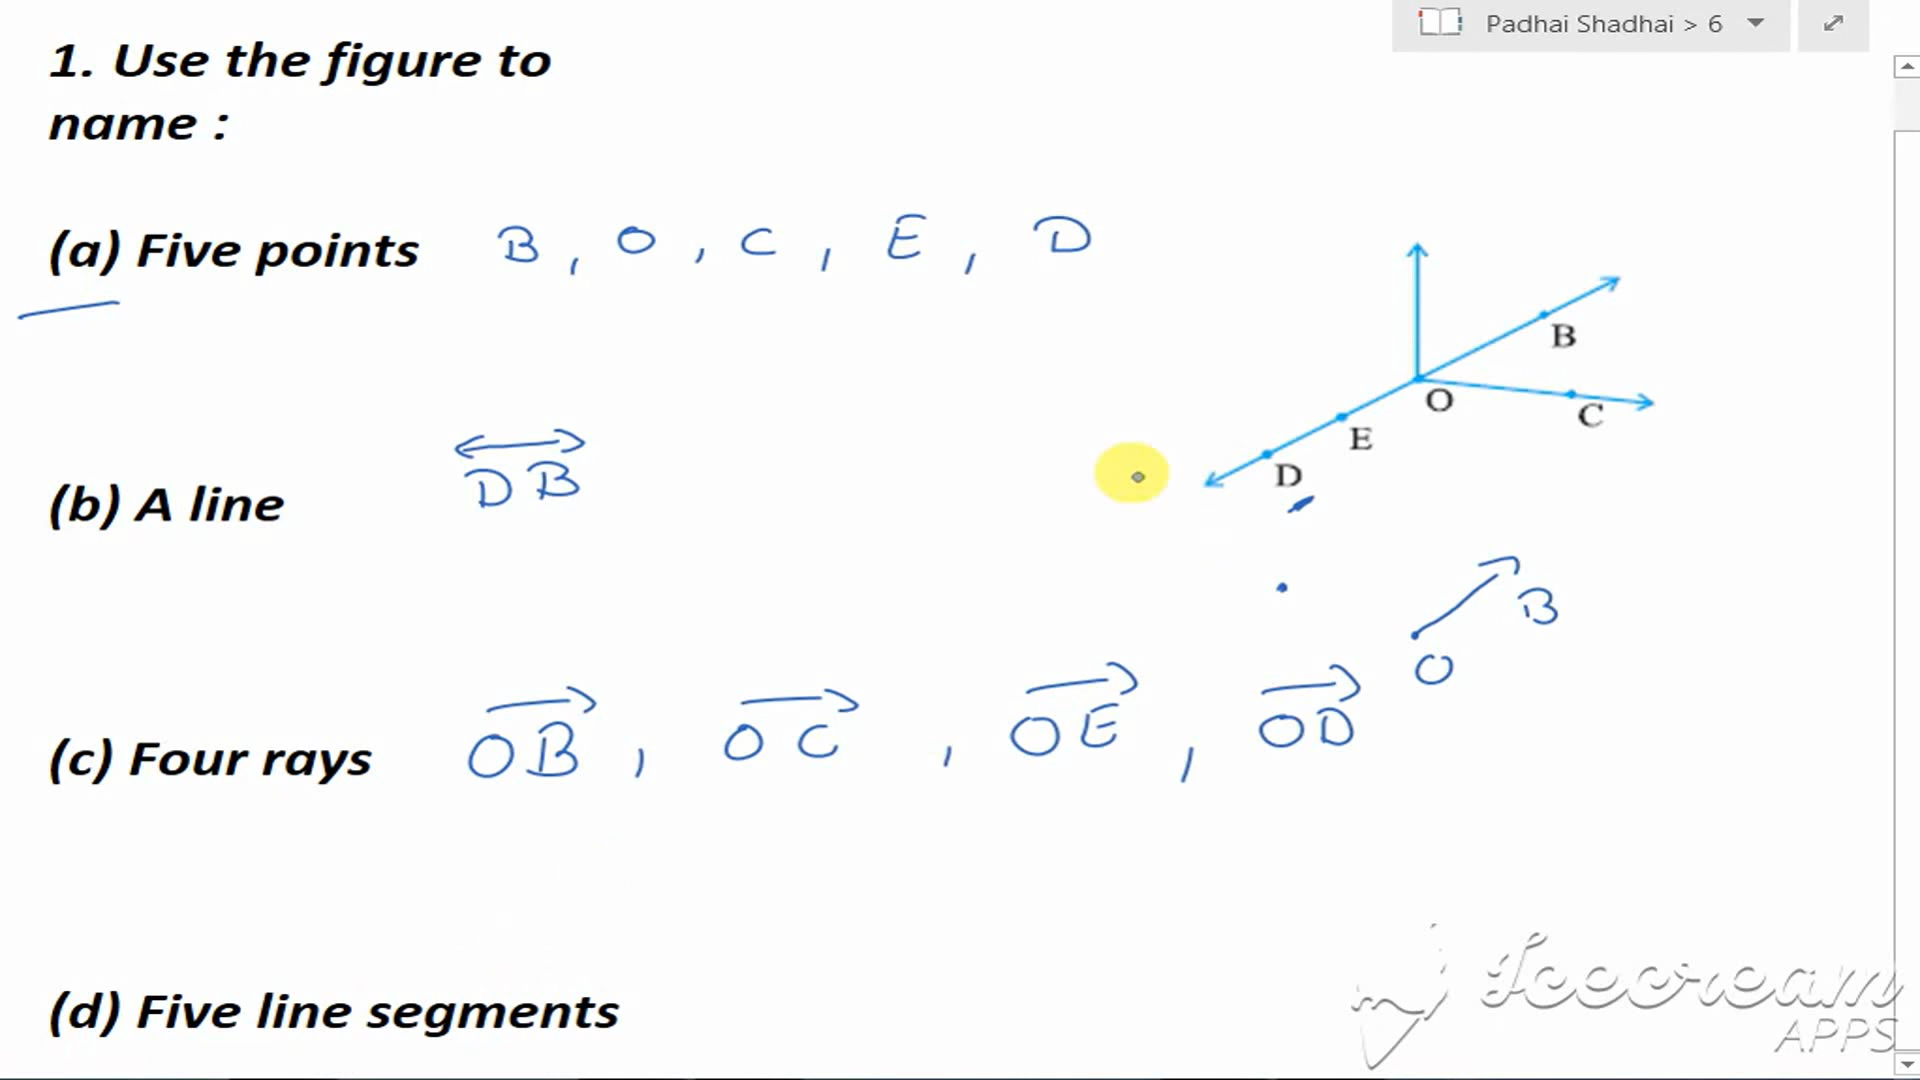 Padhai Shadhai > 6
1. Use the figure to
name :
(a) Five points B, O, C, E, D
B
O
C
E
D
(b) A line DB
B
O
(c) Four rays OB, OC, OE, OD
(d) Five line segments
Icecream
APPS